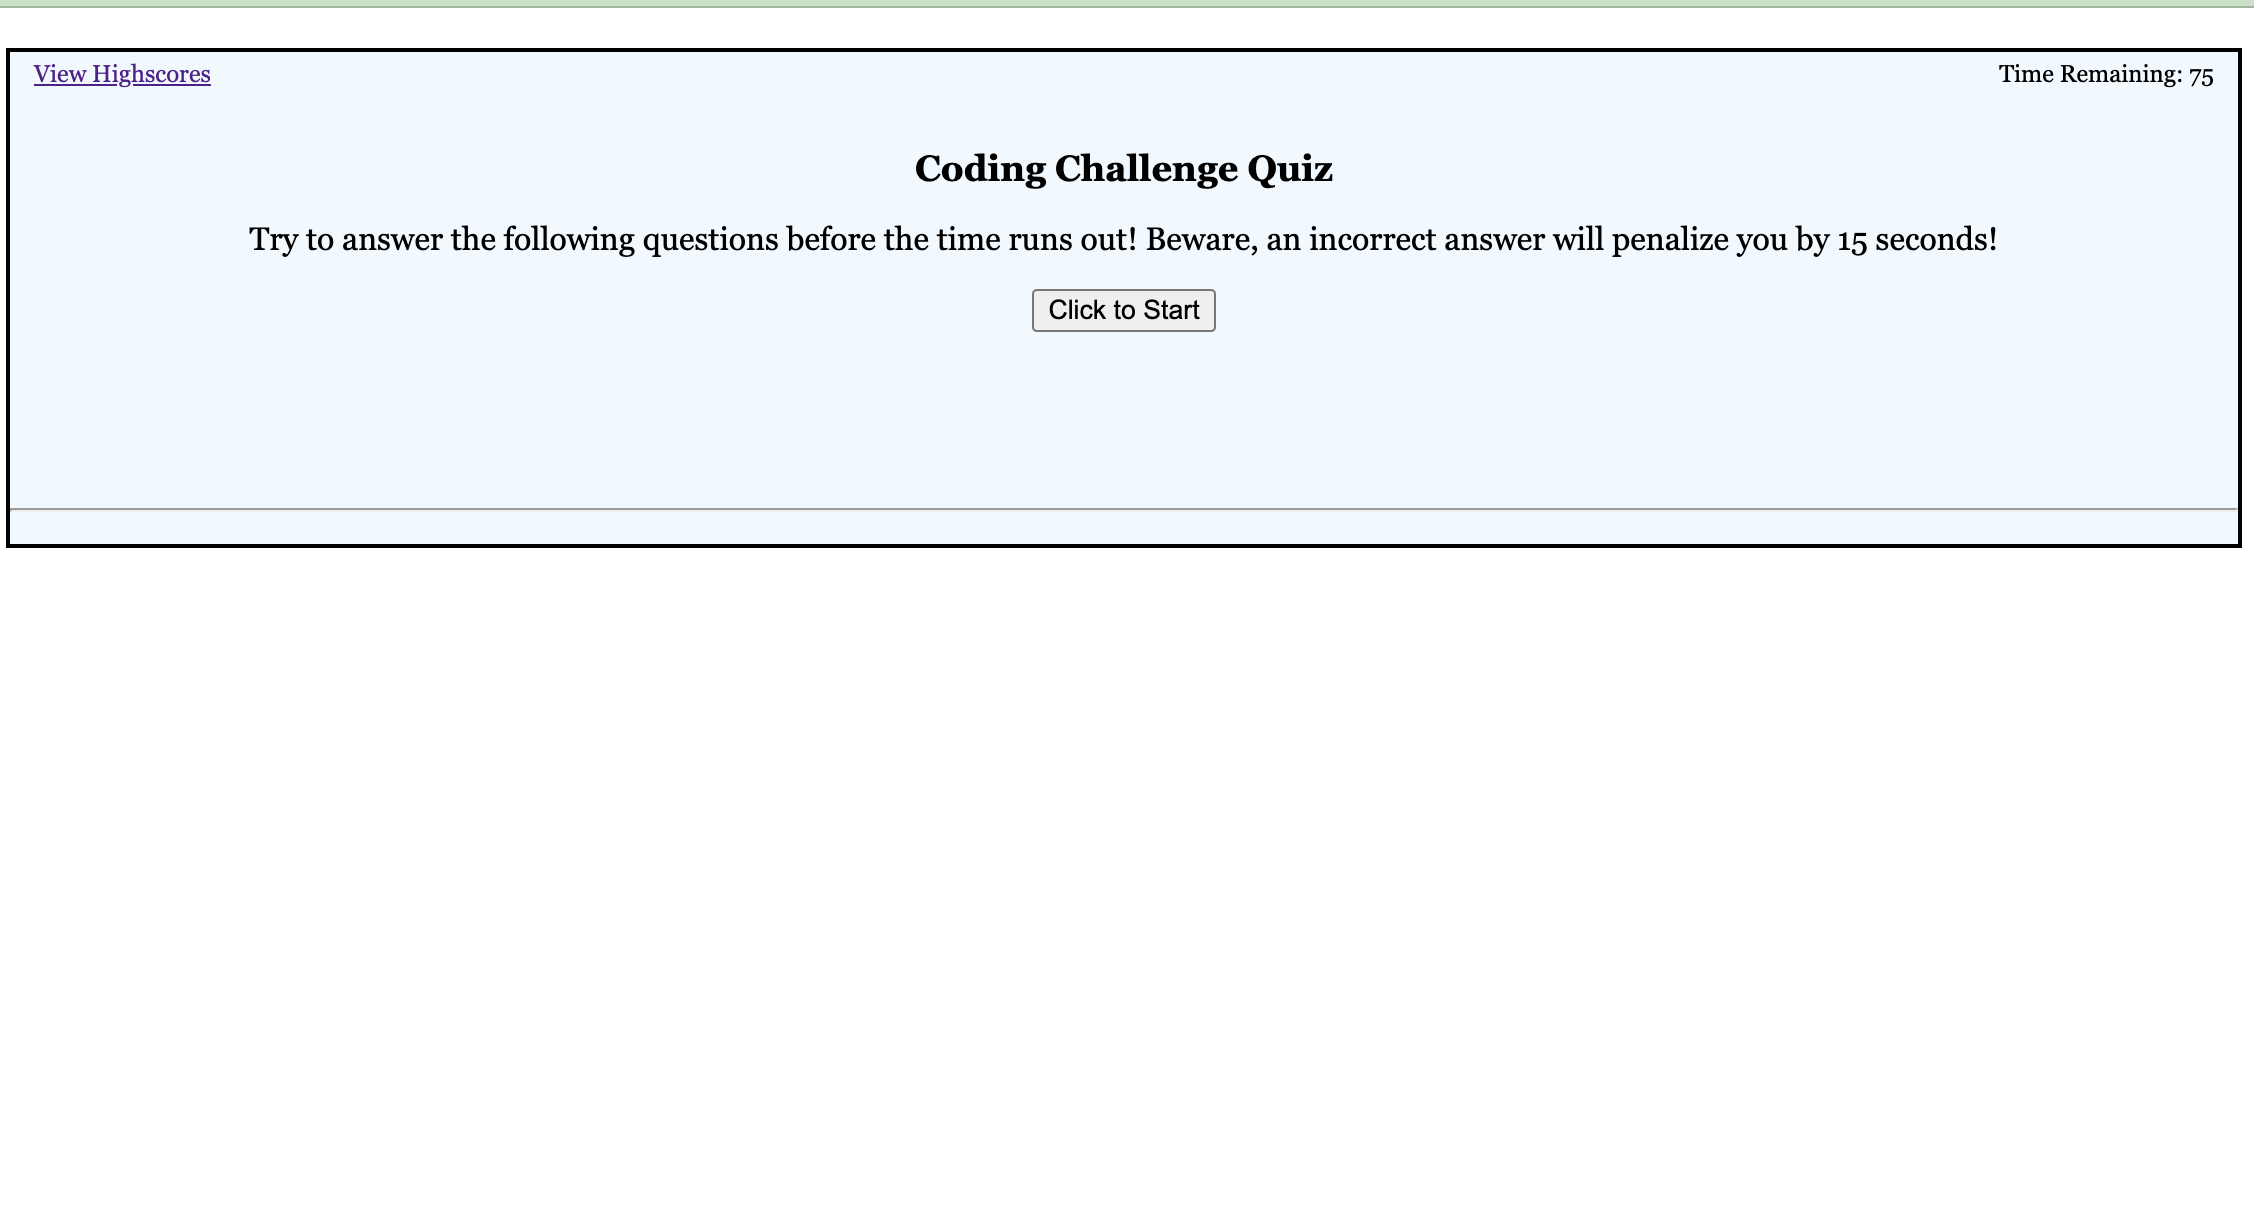 View Highscores
Time Remaining: 75
Coding Challenge Quiz
Try to answer the following questions before the time runs out! Beware, an incorrect answer will penalize you by 15 seconds!
Click to Start